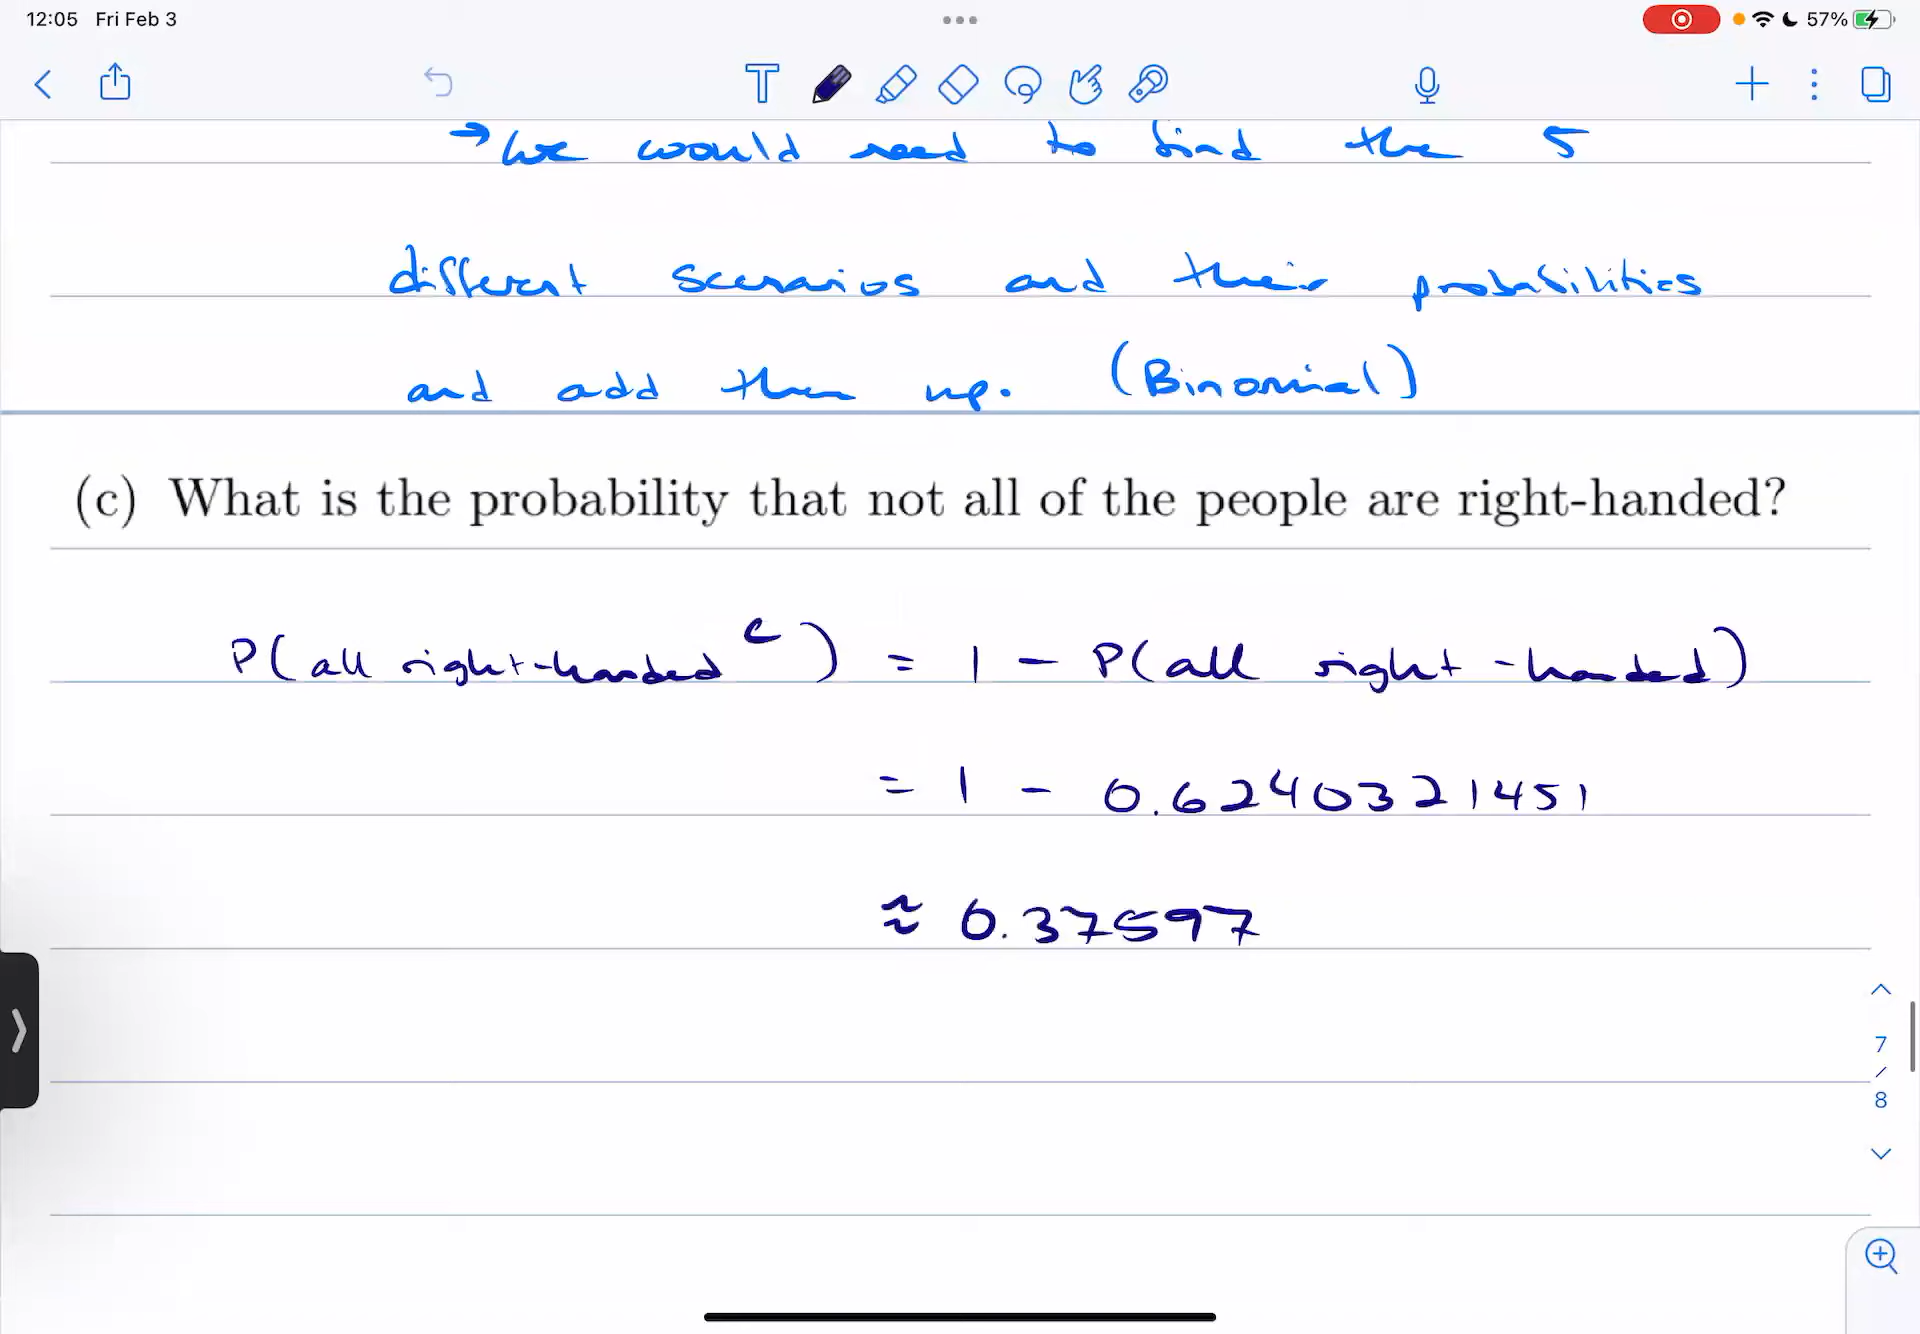 12:05 Fri Feb 3
57%
T
→ we would need to find the 5
different scenarios and their probabilities
and add them up. (Binomial)
(c) What is the probability that not all of the people are right-handed?
P(all right-handed ᶜ) = 1 - P(all right-handed)
= 1 - 0.6240321451
≈ 0.37597
7
/
8